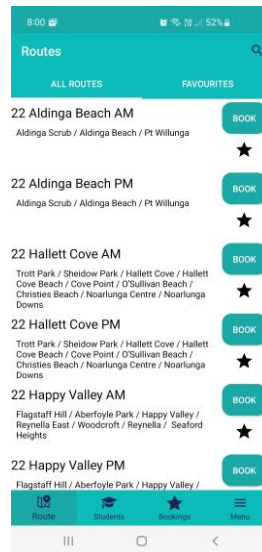 8:00
52%
Routes
ALL ROUTES
FAVOURITES
22 Aldinga Beach AM
BOOK
Aldinga Scrub / Aldinga Beach / Pt Willunga
22 Aldinga Beach PM
BOOK
Aldinga Scrub / Aldinga Beach / Pt Willunga
22 Hallett Cove AM
BOOK
Trott Park / Sheidow Park / Hallett Cove / Hallett
Cove Beach / Cove Point / O'Sullivan Beach /
Christies Beach / Noarlunga Centre / Noarlunga
Downs
22 Hallett Cove PM
BOOK
Trott Park / Sheidow Park / Hallett Cove / Hallett
Cove Beach / Cove Point / O'Sullivan Beach /
Christies Beach / Noarlunga Centre / Noarlunga
Downs
22 Happy Valley AM
BOOK
Flagstaff Hill / Aberfoyle Park / Happy Valley /
Reynella East / Woodcroft / Reynella / Seaford
Heights
22 Happy Valley PM
BOOK
Flagstaff Hill / Aberfoyle Park / Happy Valley /
Route
Students
Bookings
Menu